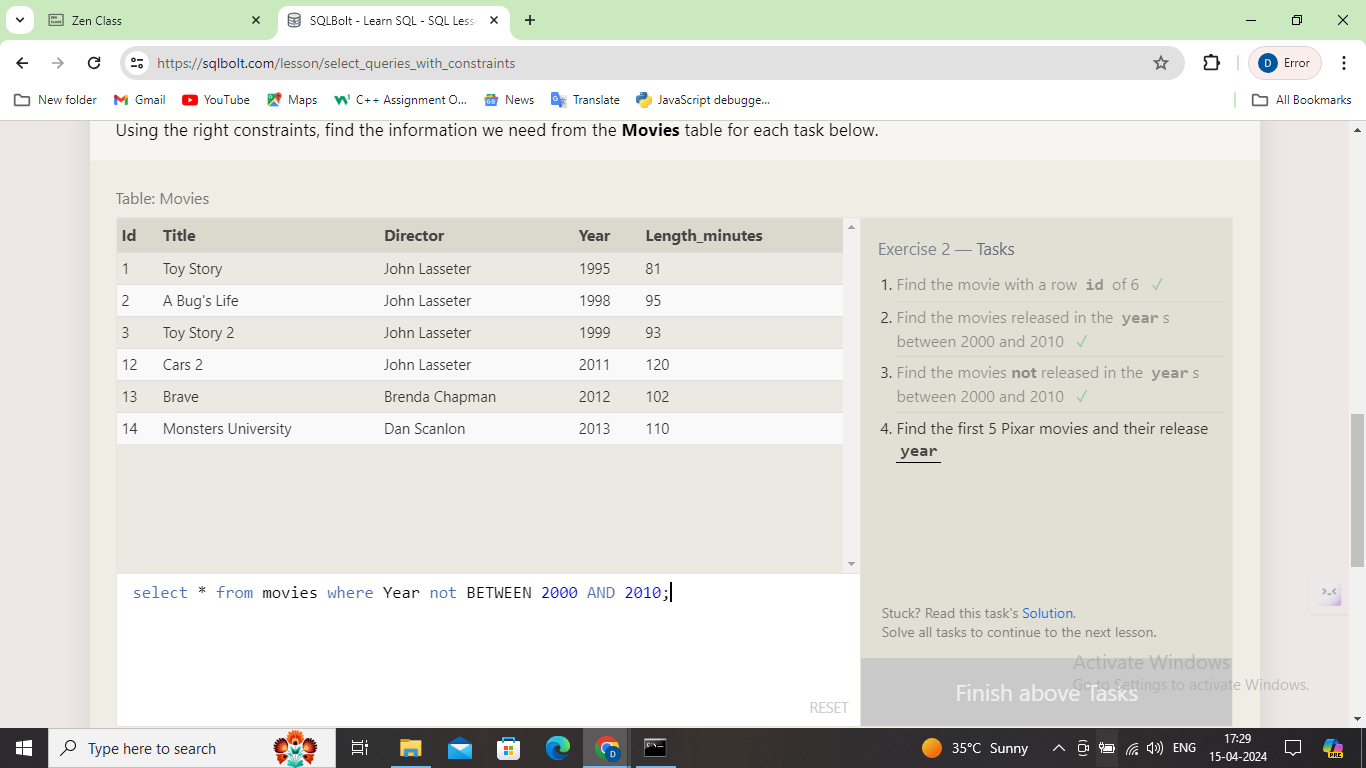 Zen Class
SQLBolt - Learn SQL - SQL Less
https://sqlbolt.com/lesson/select_queries_with_constraints
D Error
New folder Gmail YouTube Maps C++ Assignment O... News Translate JavaScript debugge... All Bookmarks
Using the right constraints, find the information we need from the Movies table for each task below.
Table: Movies
Id Title Director Year Length_minutes
1 Toy Story John Lasseter 1995 81
2 A Bug's Life John Lasseter 1998 95
3 Toy Story 2 John Lasseter 1999 93
12 Cars 2 John Lasseter 2011 120
13 Brave Brenda Chapman 2012 102
14 Monsters University Dan Scanlon 2013 110
select * from movies where Year not BETWEEN 2000 AND 2010;
RESET
Exercise 2 — Tasks
1. Find the movie with a row id of 6 ✓
2. Find the movies released in the year s
between 2000 and 2010 ✓
3. Find the movies not released in the year s
between 2000 and 2010 ✓
4. Find the first 5 Pixar movies and their release
year
Stuck? Read this task's Solution.
Solve all tasks to continue to the next lesson.
Finish above Tasks
Activate Windows
Go to Settings to activate Windows.
Type here to search
35°C Sunny
ENG
17:29
15-04-2024
PRE